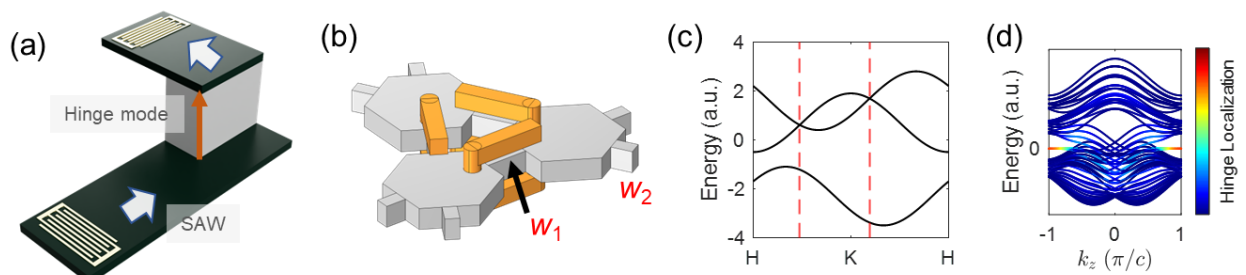 (a)
Hinge mode
SAW
(b)
w1
w2
(c)
Energy (a.u.)
4
2
0
-2
-4
H
K
H
(d)
Energy (a.u.)
0
-1
0
1
kz (π/c)
Hinge Localization